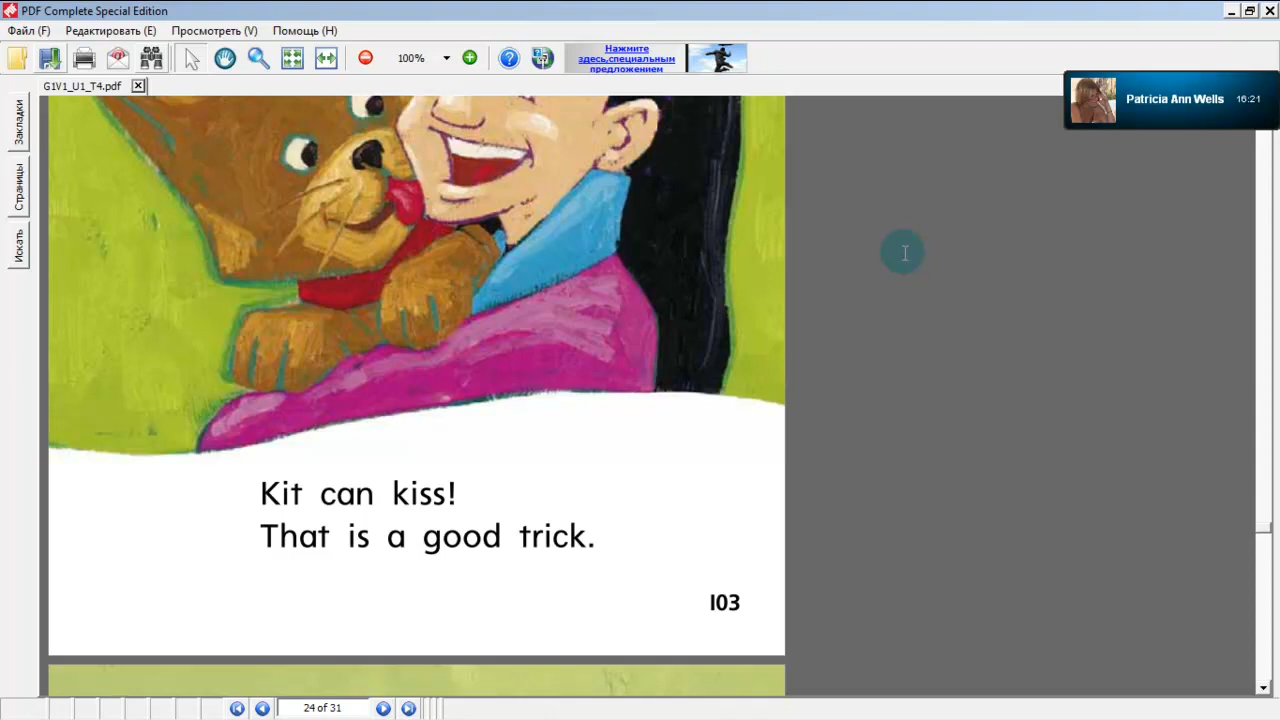 PDF Complete Special Edition
Файл (F) Редактировать (E) Просмотреть (V) Помощь (H)
100%
Нажмите
здесь,специальным
предложением
G1V1_U1_T4.pdf
Patricia Ann Wells 16:21
Закладки
Страницы
Искать
Kit can kiss!
That is a good trick.
103
24 of 31